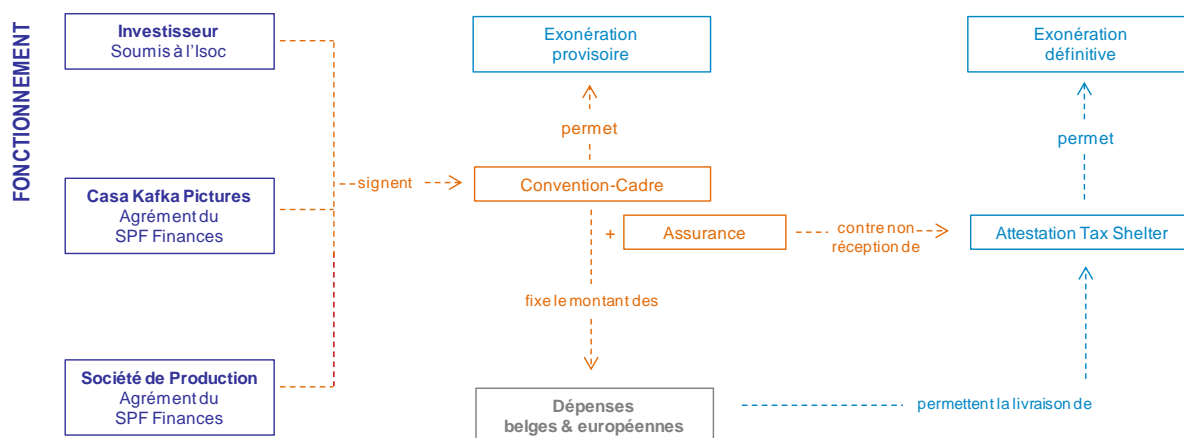 FONCTIONNEMENT
Investisseur
Soumis à l'Isoc
Exonération
provisoire
Exonération
définitive
permet
permet
Casa Kafka Pictures
Agrément du
SPF Finances
signent
Convention-Cadre
+
Assurance
contre non
réception de
Attestation Tax Shelter
fixe le montant des
Société de Production
Agrément du
SPF Finances
Dépenses
belges & européennes
permettent la livraison de